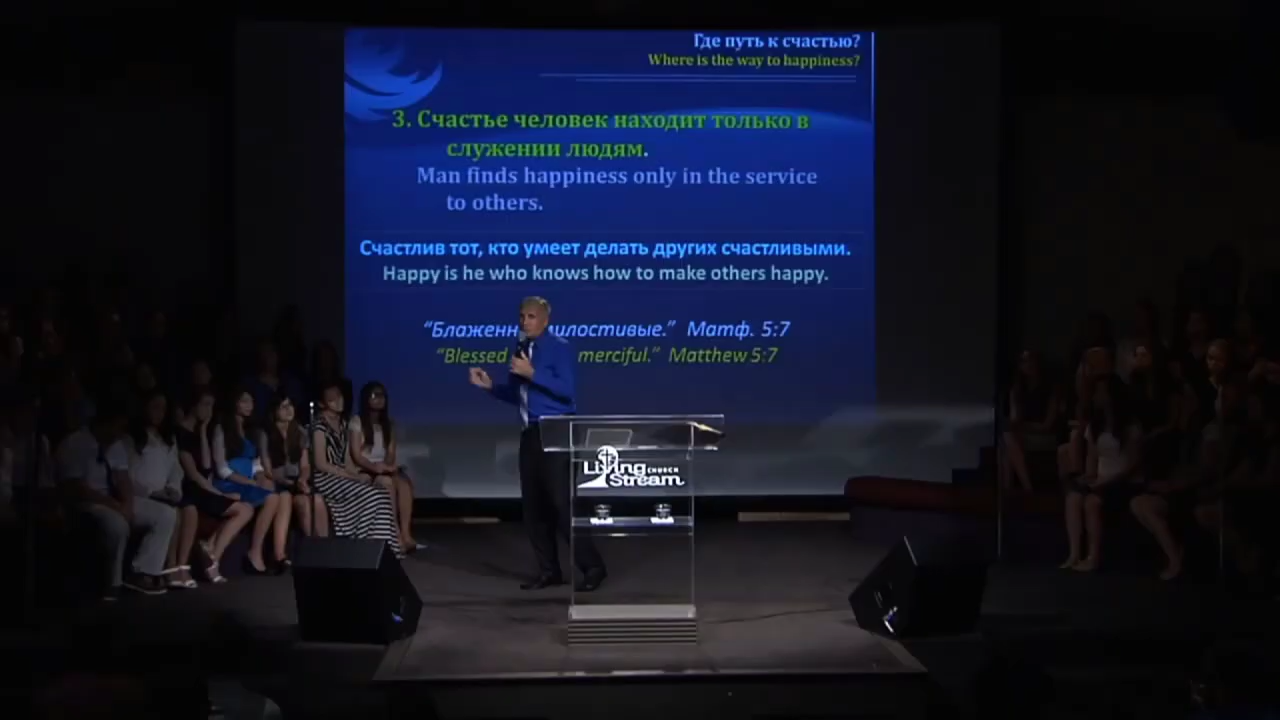 Где путь к счастью?
Where is the way to happiness?
3. Счастье человек находит только в
служении людям.
Man finds happiness only in the service
to others.
Счастлив тот, кто умеет делать других счастливыми.
Happy is he who knows how to make others happy.
“Блаженн милостивые.” Матф. 5:7
“Blessed merciful.” Matthew 5:7
Living CHURCH
Stream